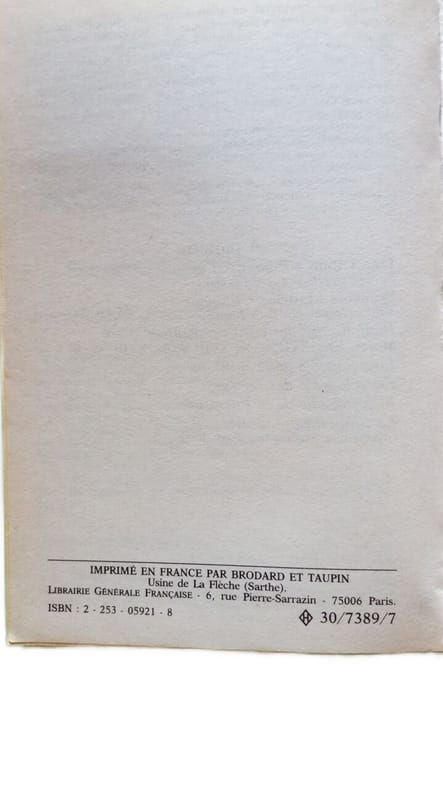 IMPRIMÉ EN FRANCE PAR BRODARD ET TAUPIN
Usine de La Flèche (Sarthe).
LIBRAIRIE GÉNÉRALE FRANÇAISE - 6, rue Pierre-Sarrazin - 75006 Paris.
ISBN : 2 - 253 - 05921 - 8
30/7389/7